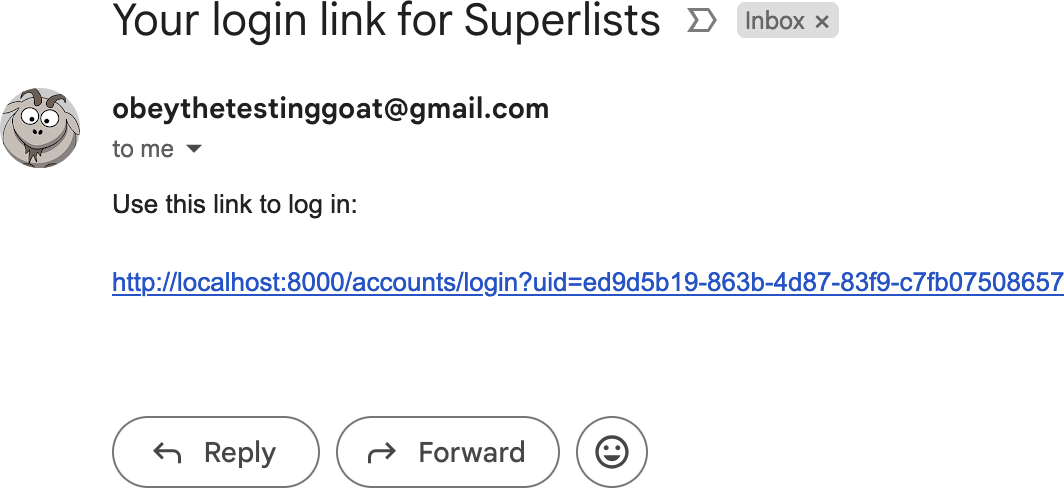 Your login link for Superlists Inbox ×
obeythetestinggoat@gmail.com
to me
Use this link to log in:
http://localhost:8000/accounts/login?uid=ed9d5b19-863b-4d87-83f9-c7fb07508657
Reply Forward